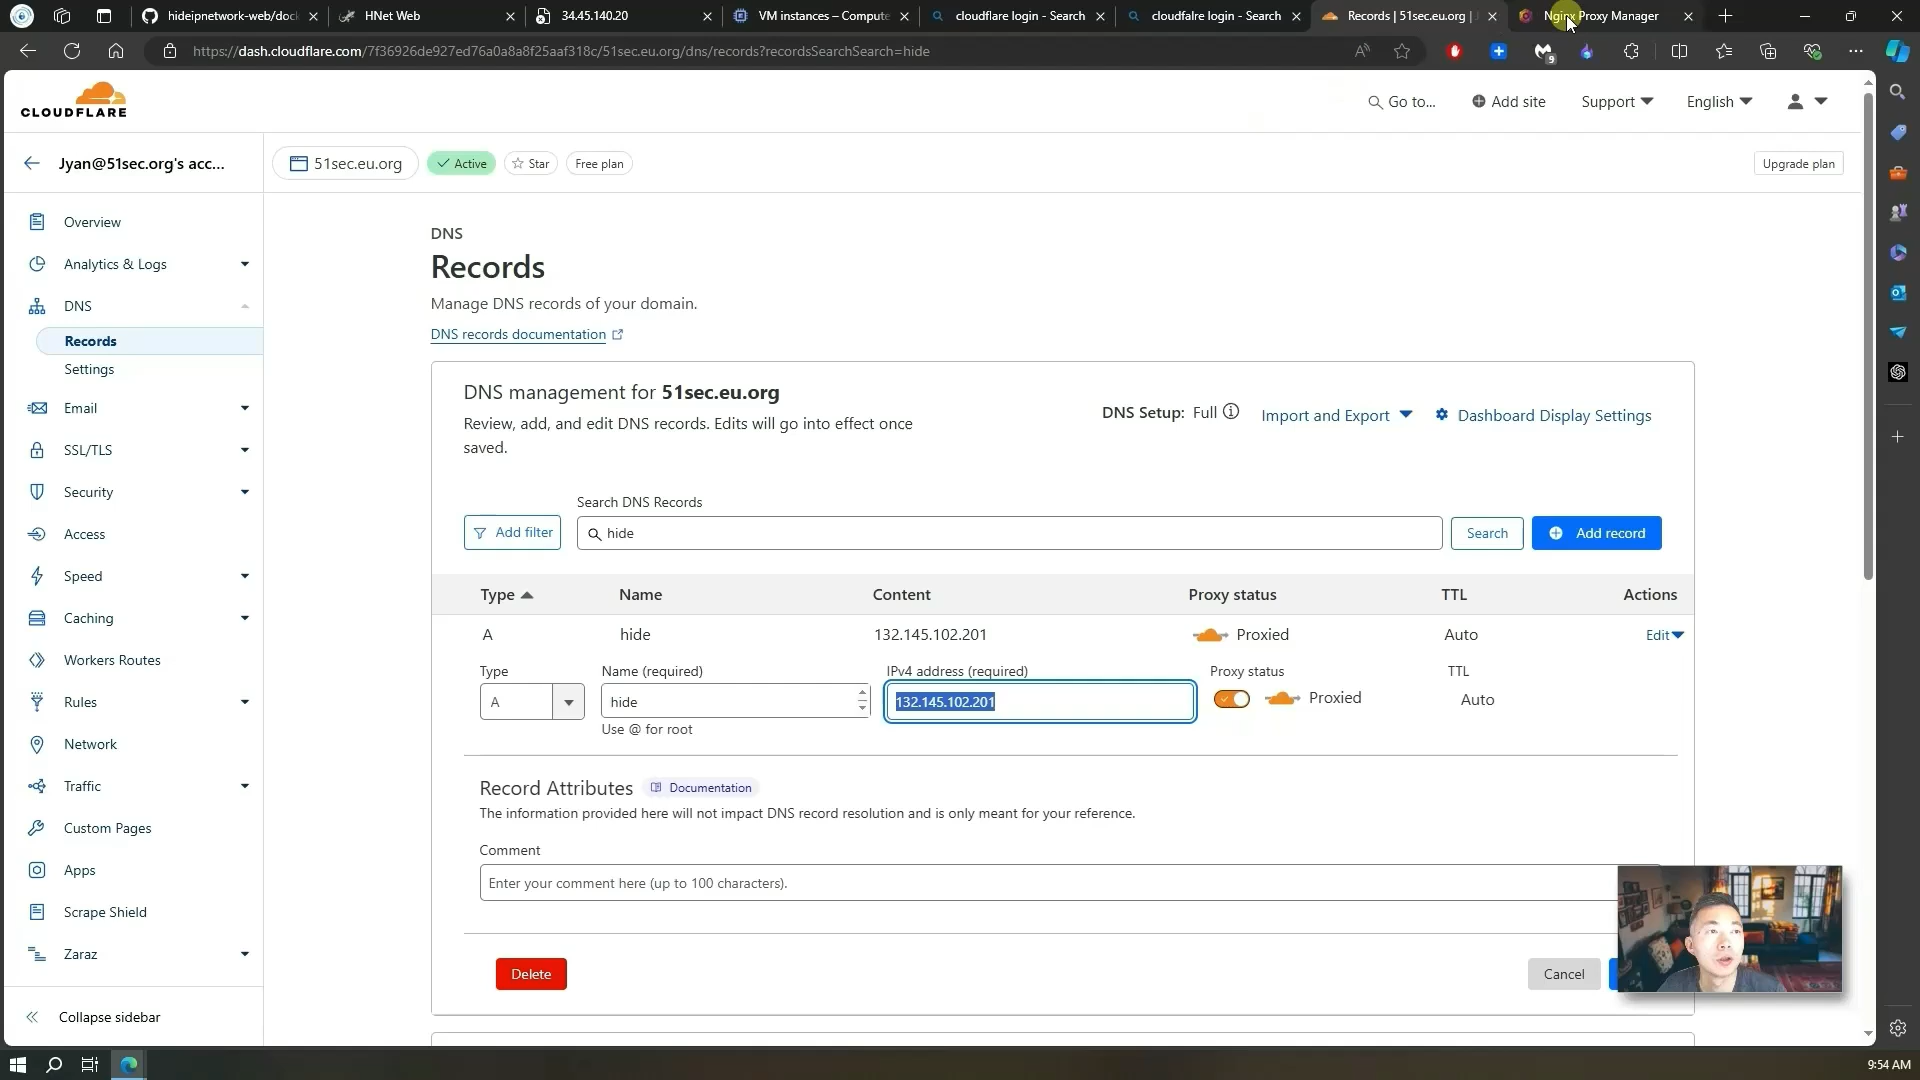 hideipnetwork-web/dock
HNet Web
34.45.140.20
VM instances – Compute
cloudflare login - Search
cloudfalre login - Search
Records | 51sec.eu.org | J
Nginx Proxy Manager
https://dash.cloudflare.com/7f36926de927ed76a0a8a8f25aaf318c/51sec.eu.org/dns/records?recordsSearchSearch=hide
9
CLOUDFLARE
Go to...
Add site
Support
English
Jyan@51sec.org's acc...
51sec.eu.org
Active
Star
Free plan
Upgrade plan
Overview
Analytics & Logs
DNS
Records
Settings
Email
SSL/TLS
Security
Access
Speed
Caching
Workers Routes
Rules
Network
Traffic
Custom Pages
Apps
Scrape Shield
Zaraz
Collapse sidebar
DNS
Records
Manage DNS records of your domain.
DNS records documentation
DNS management for 51sec.eu.org
Review, add, and edit DNS records. Edits will go into effect once
saved.
DNS Setup: Full
Import and Export
Dashboard Display Settings
Search DNS Records
Add filter
hide
Search
Add record
Type Name Content Proxy status TTL Actions
A hide 132.145.102.201 Proxied Auto Edit
Type Name (required) IPv4 address (required) Proxy status TTL
A hide 132.145.102.201 Proxied Auto
Use @ for root
Record Attributes Documentation
The information provided here will not impact DNS record resolution and is only meant for your reference.
Comment
Enter your comment here (up to 100 characters).
Delete
Cancel
9:54 AM